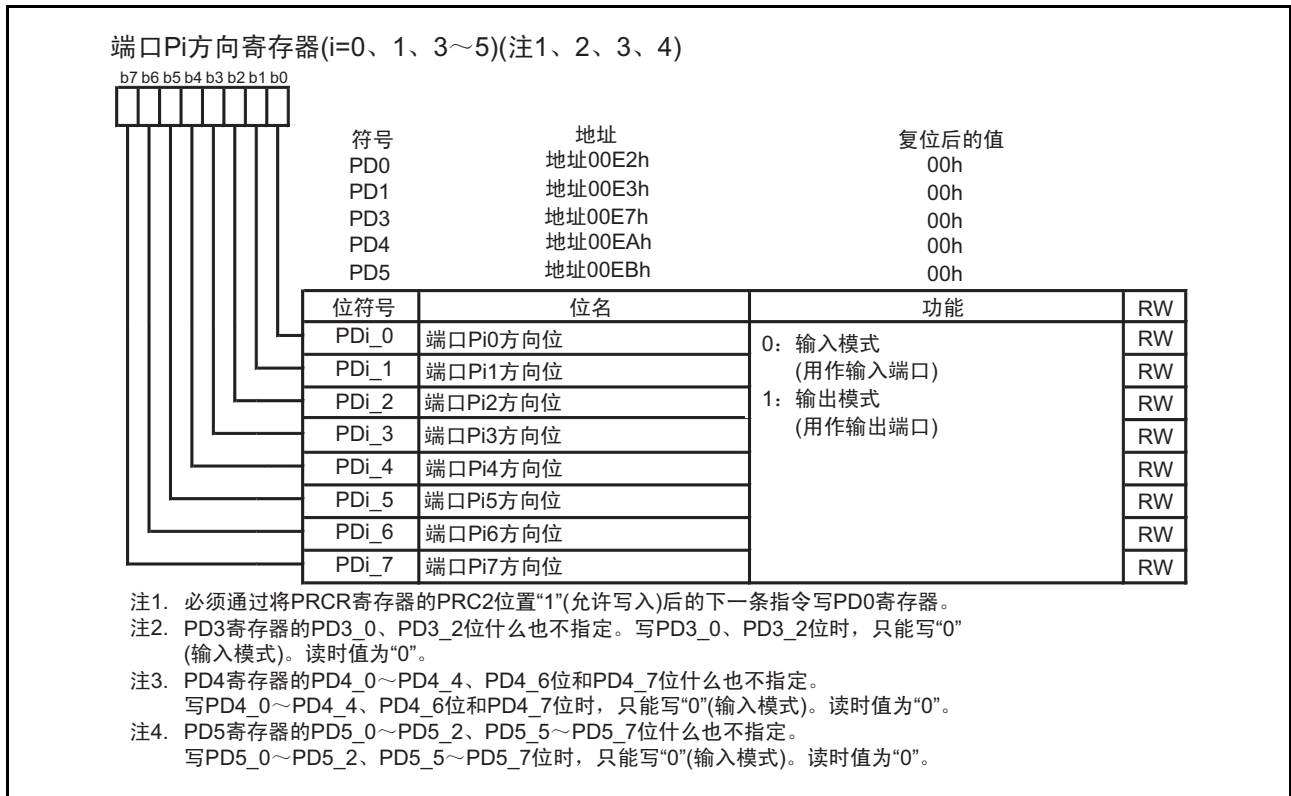 端口Pi方向寄存器(i=0、1、3～5)(注1、2、3、4)
b7 b6 b5 b4 b3 b2 b1 b0
符号 地址 复位后的值
PD0 地址00E2h 00h
PD1 地址00E3h 00h
PD3 地址00E7h 00h
PD4 地址00EAh 00h
PD5 地址00EBh 00h
位符号 位名 功能 RW
PDi_0 端口Pi0方向位 0：输入模式 RW
PDi_1 端口Pi1方向位 (用作输入端口) RW
PDi_2 端口Pi2方向位 1：输出模式 RW
PDi_3 端口Pi3方向位 (用作输出端口) RW
PDi_4 端口Pi4方向位 RW
PDi_5 端口Pi5方向位 RW
PDi_6 端口Pi6方向位 RW
PDi_7 端口Pi7方向位 RW
注1. 必须通过将PRCR寄存器的PRC2位置“1”(允许写入)后的下一条指令写PD0寄存器。
注2. PD3寄存器的PD3_0、PD3_2位什么也不指定。写PD3_0、PD3_2位时，只能写“0”
(输入模式)。读时值为“0”。
注3. PD4寄存器的PD4_0～PD4_4、PD4_6位和PD4_7位什么也不指定。
写PD4_0～PD4_4、PD4_6位和PD4_7位时，只能写“0”(输入模式)。读时值为“0”。
注4. PD5寄存器的PD5_0～PD5_2、PD5_5～PD5_7位什么也不指定。
写PD5_0～PD5_2、PD5_5～PD5_7位时，只能写“0”(输入模式)。读时值为“0”。